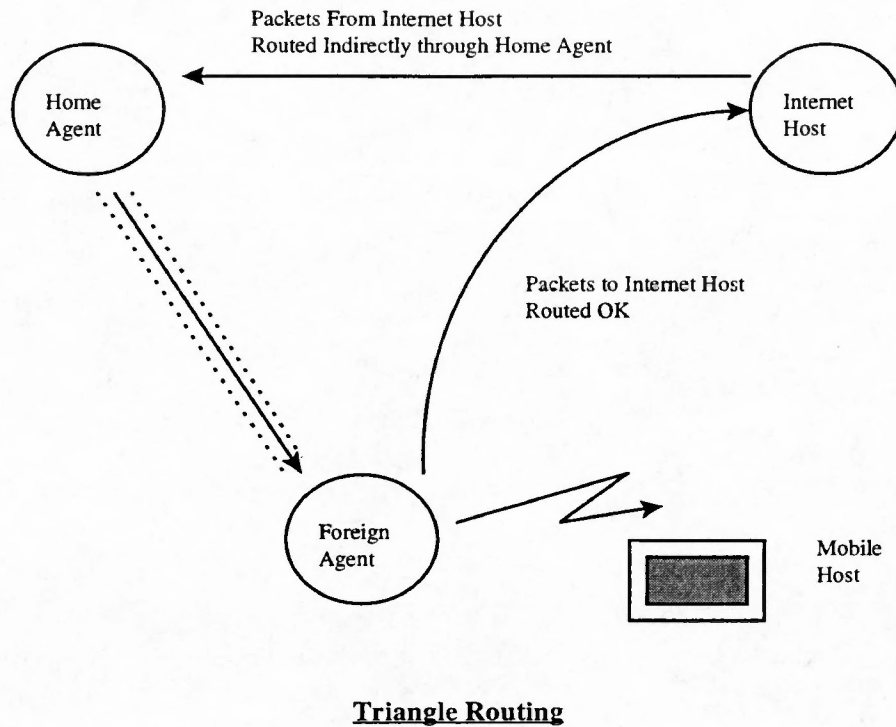 Packets From Internet Host
Routed Indirectly through Home Agent
Home
Agent
Internet
Host
Packets to Internet Host
Routed OK
Foreign
Agent
Mobile
Host
Triangle Routing